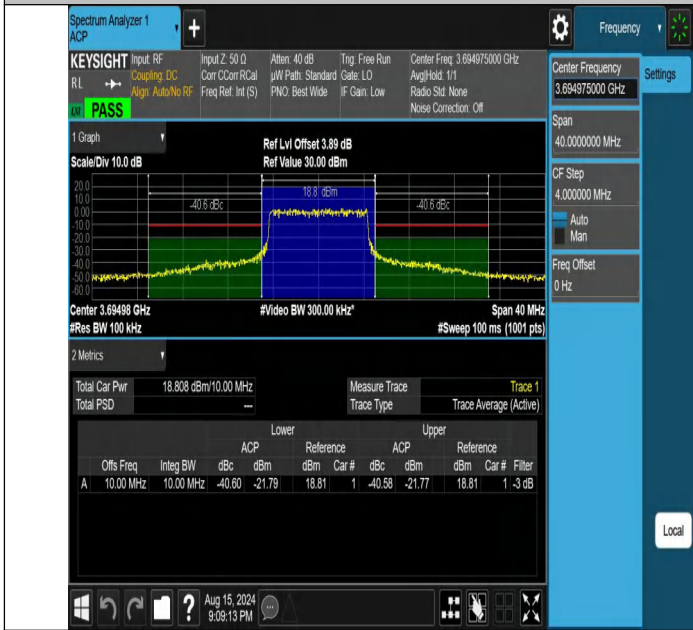 Spectrum Analyzer 1
ACP
+
Frequency
KEYSIGHT
Input: RF
Coupling: DC
Align: Auto/No RF
Input Z: 50 Ω
Corr CCorr RCal
Freq Ref: Int (S)
Atten: 40 dB
µW Path: Standard
PNO: Best Wide
Trig: Free Run
Gate: LO
IF Gain: Low
Center Freq: 3.694975000 GHz
Avg|Hold: 1/1
Radio Std: None
Noise Correction: Off
RL
LNI PASS
Center Frequency
3.694975000 GHz
Settings
Span
40.0000000 MHz
CF Step
4.000000 MHz
Auto
Man
Freq Offset
0 Hz
1 Graph
Scale/Div 10.0 dB
Ref Lvl Offset 3.89 dB
Ref Value 30.00 dBm
20.0
10.0
0.00
-10.0
-20.0
-30.0
-40.0
-50.0
-60.0
-40.6 dBc
18.8 dBm
-40.6 dBc
Center 3.69498 GHz
#Video BW 300.00 kHz*
Span 40 MHz
#Res BW 100 kHz
#Sweep 100 ms (1001 pts)
2 Metrics
Total Car Pwr 18.808 dBm/10.00 MHz
Measure Trace Trace 1
Total PSD ---
Trace Type Trace Average (Active)
Lower Upper
ACP Reference ACP Reference
Offs Freq Integ BW dBc dBm dBm Car # dBc dBm dBm Car # Filter
A 10.00 MHz 10.00 MHz -40.60 -21.79 18.81 1 -40.58 -21.77 18.81 1 -3 dB
Local
?
Aug 15, 2024
9:09:13 PM